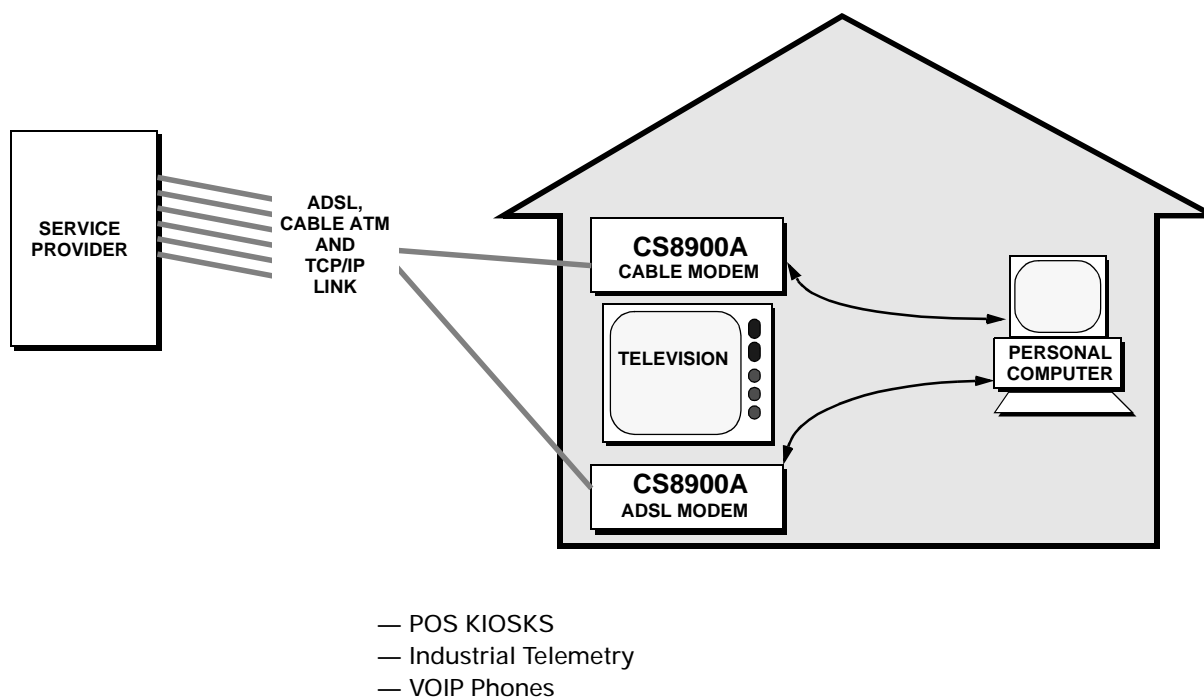 SERVICE
PROVIDER
ADSL,
CABLE ATM
AND
TCP/IP
LINK
CS8900A
CABLE MODEM
TELEVISION
PERSONAL
COMPUTER
CS8900A
ADSL MODEM
— POS KIOSKS
— Industrial Telemetry
— VOIP Phones